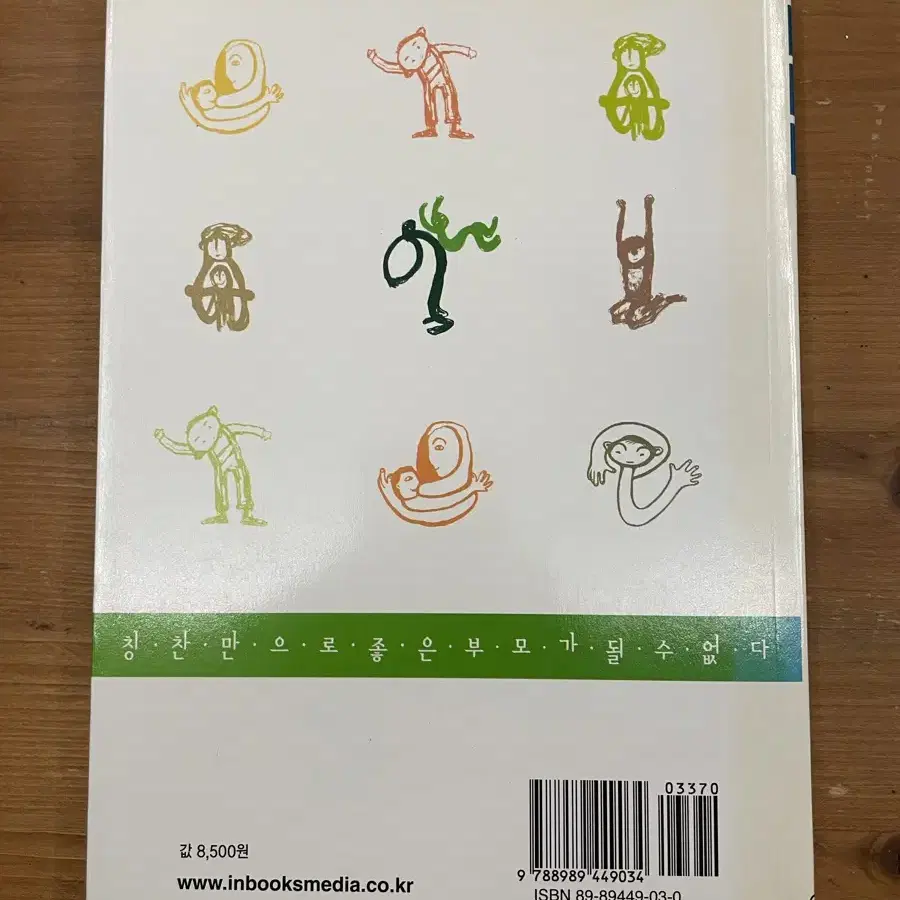 칭·찬·만·으·로·좋·은·부·모·가·될·수·없·다
03370
값 8,500원
www.inbooksmedia.co.kr
9 788989 449034
ISBN 89-89449-03-0